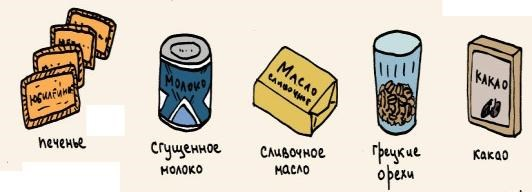 ЮБИЛЕЙНОЕ
МОЛОКО
МАСЛО
СЛИВОЧНОЕ
КАКАО
печенье
Сгущенное
молоко
Сливочное
масло
Грецкие
орехи
какао